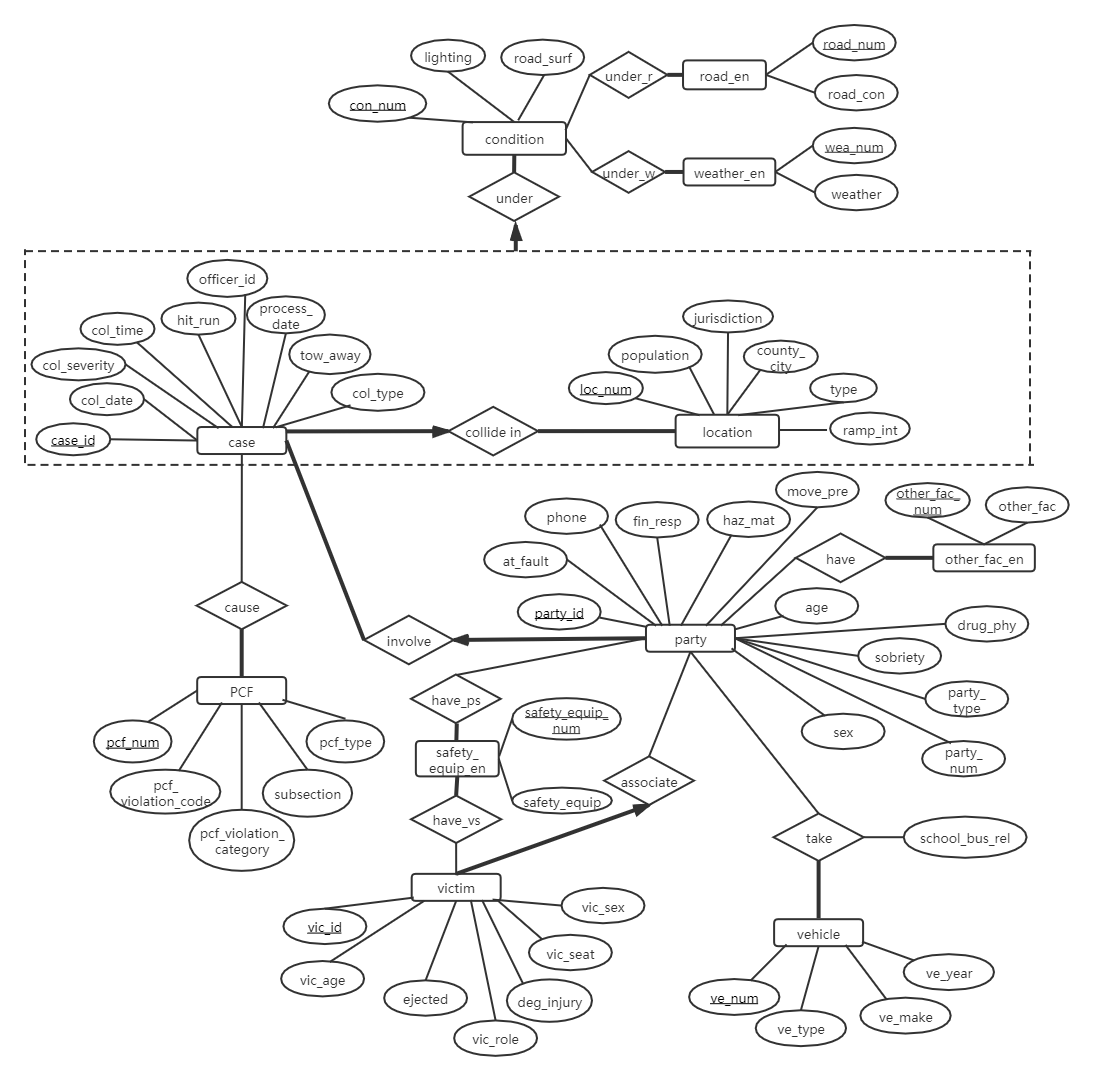 road_num
lighting
road_surf
under_r
road_en
road_con
con_num
condition
wea_num
under_w
weather_en
weather
under
officer_id
process_
date
hit_run
col_time
jurisdiction
tow_away
population
county_
city
col_severity
col_type
loc_num
type
col_date
case_id
case
collide in
location
ramp_int
move_pre
other_fac_
num
other_fac
phone
fin_resp
haz_mat
at_fault
have
other_fac_en
party_id
age
cause
drug_phy
involve
party
sobriety
PCF
have_ps
party_
type
safety_equip_
num
sex
pcf_num
pcf_type
safety_
equip_en
party_
num
associate
pcf_
violation_code
subsection
safety_equip
have_vs
pcf_violation_
category
take
school_bus_rel
victim
vic_sex
vic_id
vehicle
vic_seat
vic_age
ve_year
ejected
deg_injury
ve_num
ve_make
vic_role
ve_type